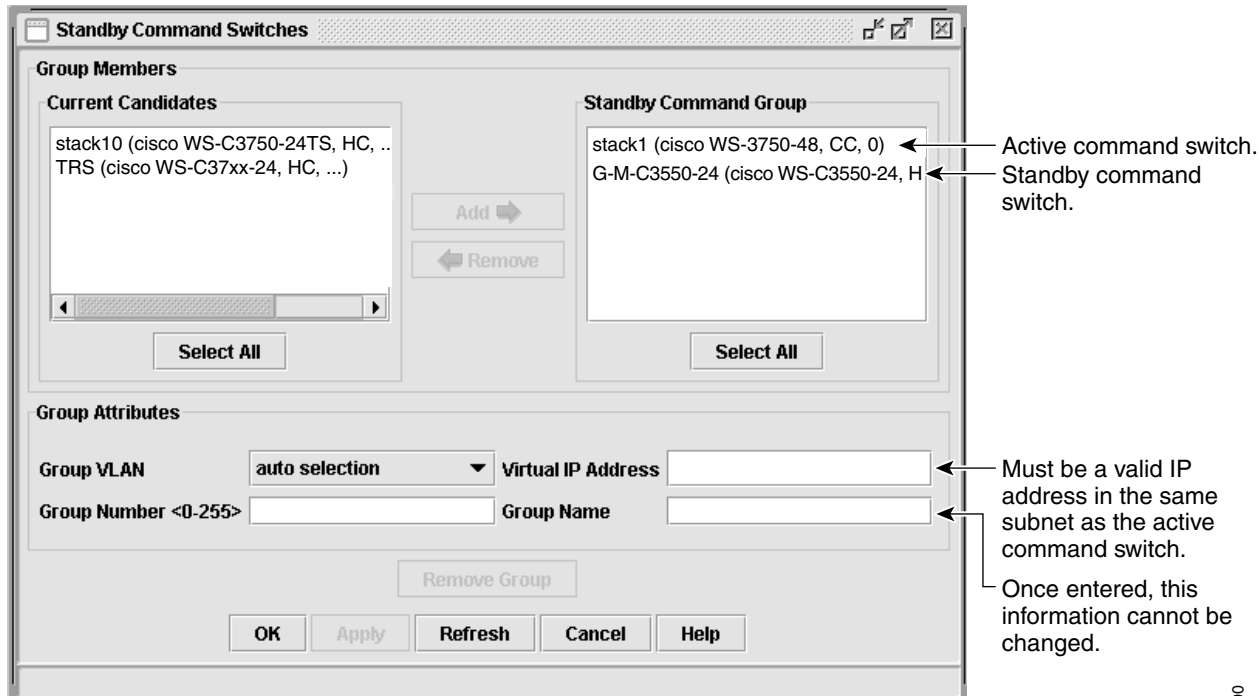 Standby Command Switches
Group Members
Current Candidates
stack10 (cisco WS-C3750-24TS, HC, ..
TRS (cisco WS-C37xx-24, HC, ...)
Select All
Add
Remove
Standby Command Group
stack1 (cisco WS-3750-48, CC, 0)
G-M-C3550-24 (cisco WS-C3550-24, H
Select All
Active command switch.
Standby command
switch.
Group Attributes
Group VLAN auto selection Virtual IP Address
Group Number <0-255> Group Name
Must be a valid IP
address in the same
subnet as the active
command switch.
Once entered, this
information cannot be
changed.
Remove Group
OK Apply Refresh Cancel Help